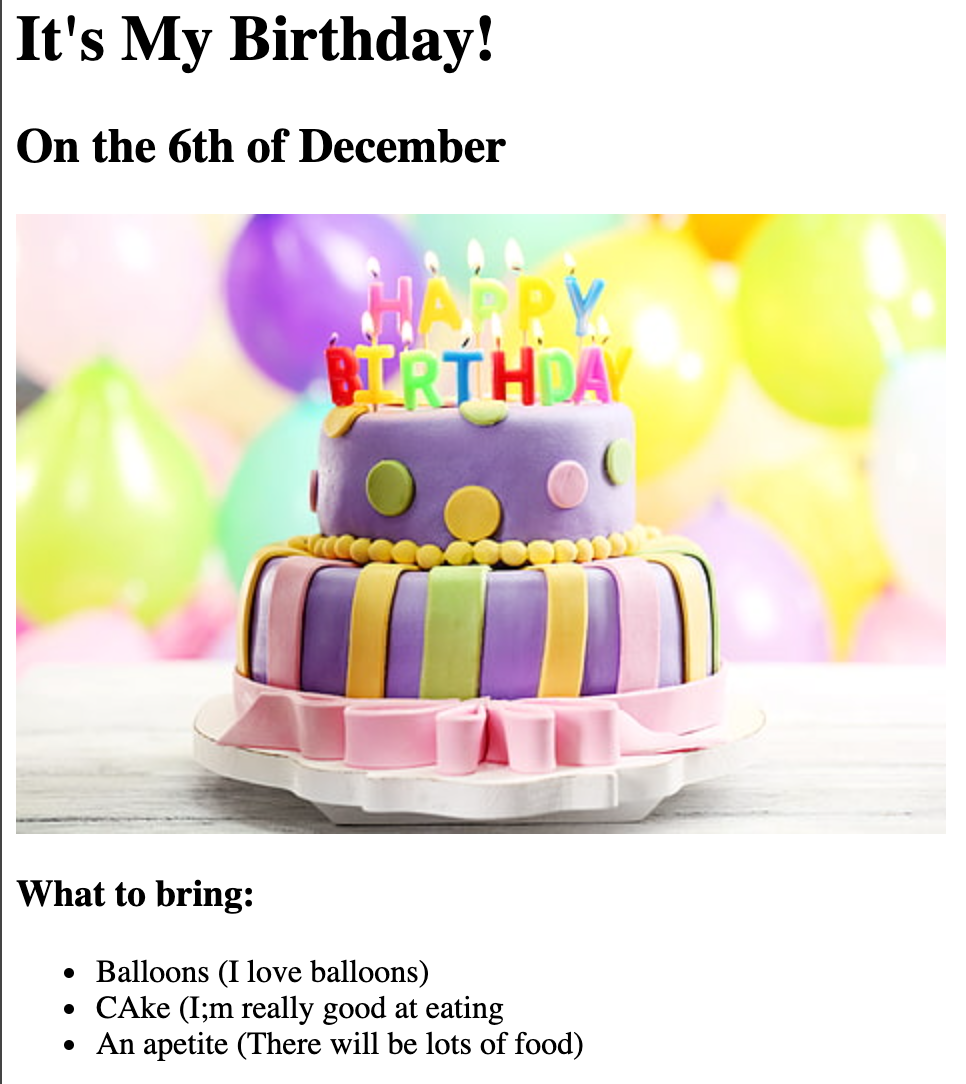 It's My Birthday!
On the 6th of December
HAPPY
BIRTHDAY
What to bring:
Balloons (I love balloons)
CAke (I;m really good at eating
An apetite (There will be lots of food)